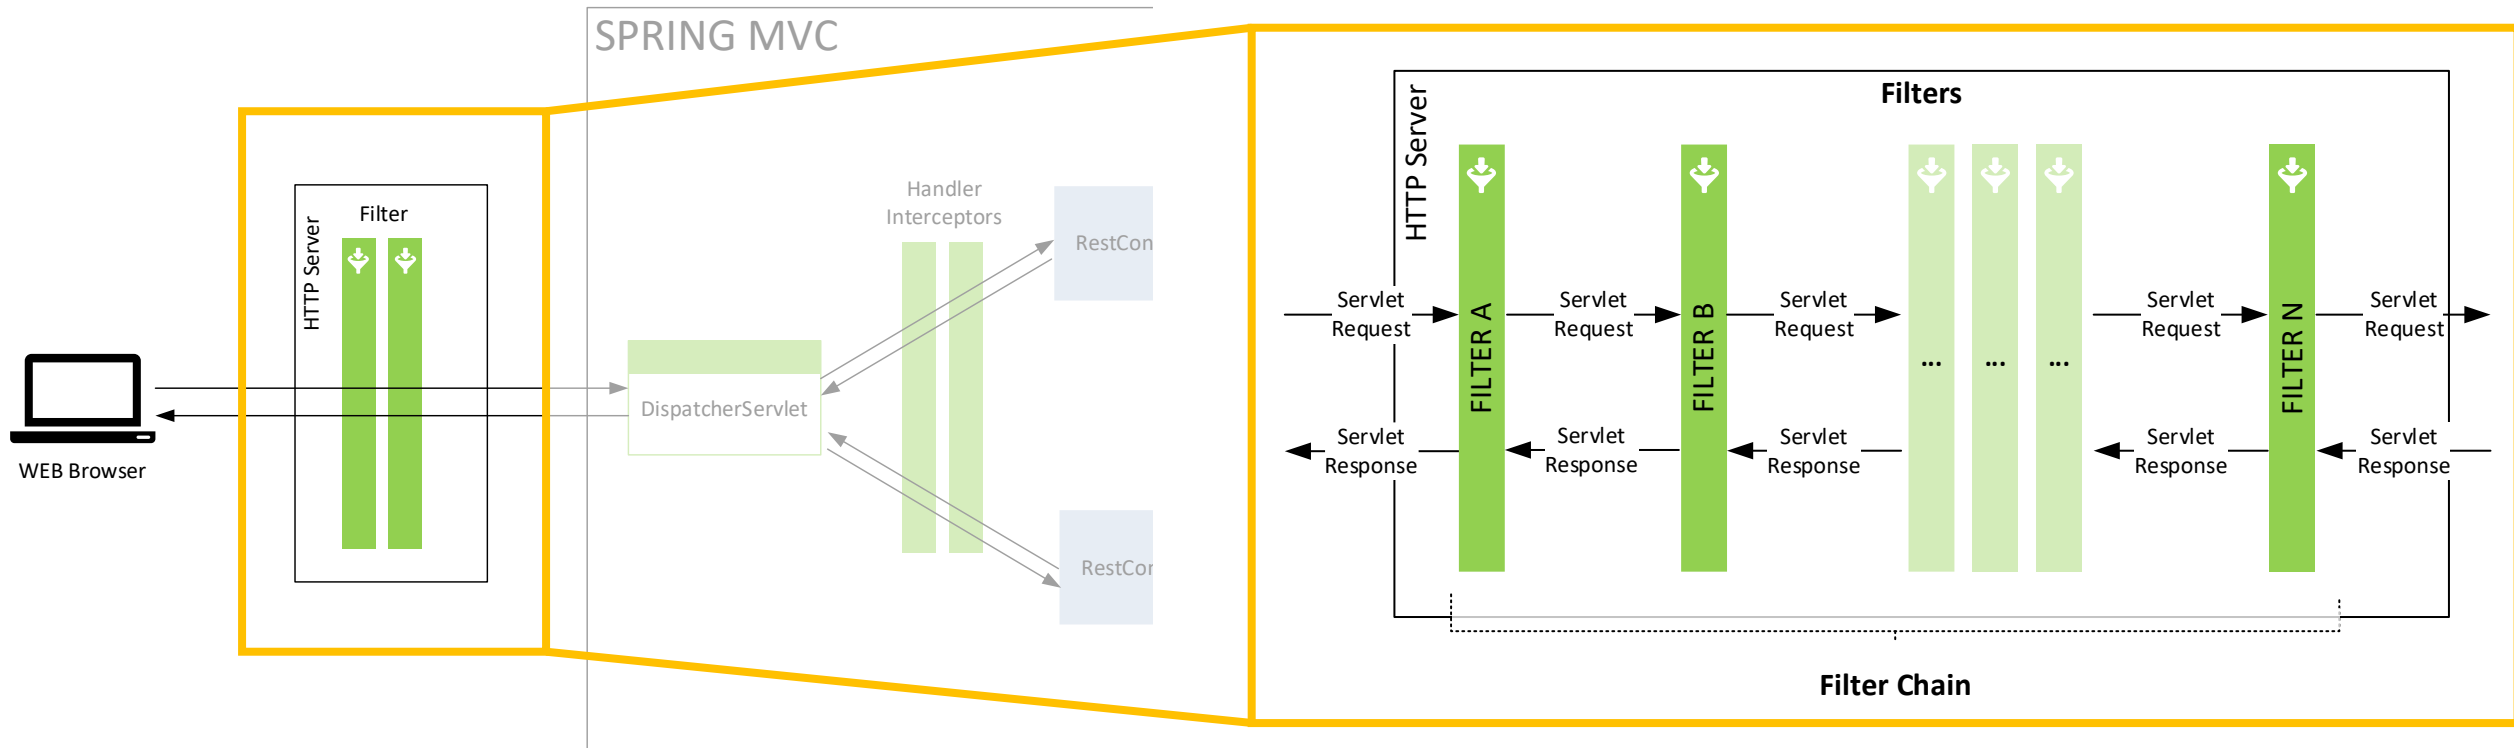 SPRING MVC
HTTP Server
Filter
WEB Browser
DispatcherServlet
Handler
Interceptors
RestCon
RestCor
Filters
HTTP Server
Servlet
Request
FILTER A
Servlet
Request
FILTER B
Servlet
Request
...
...
...
Servlet
Request
FILTER N
Servlet
Request
Servlet
Response
Servlet
Response
Servlet
Response
Servlet
Response
Servlet
Response
Filter Chain